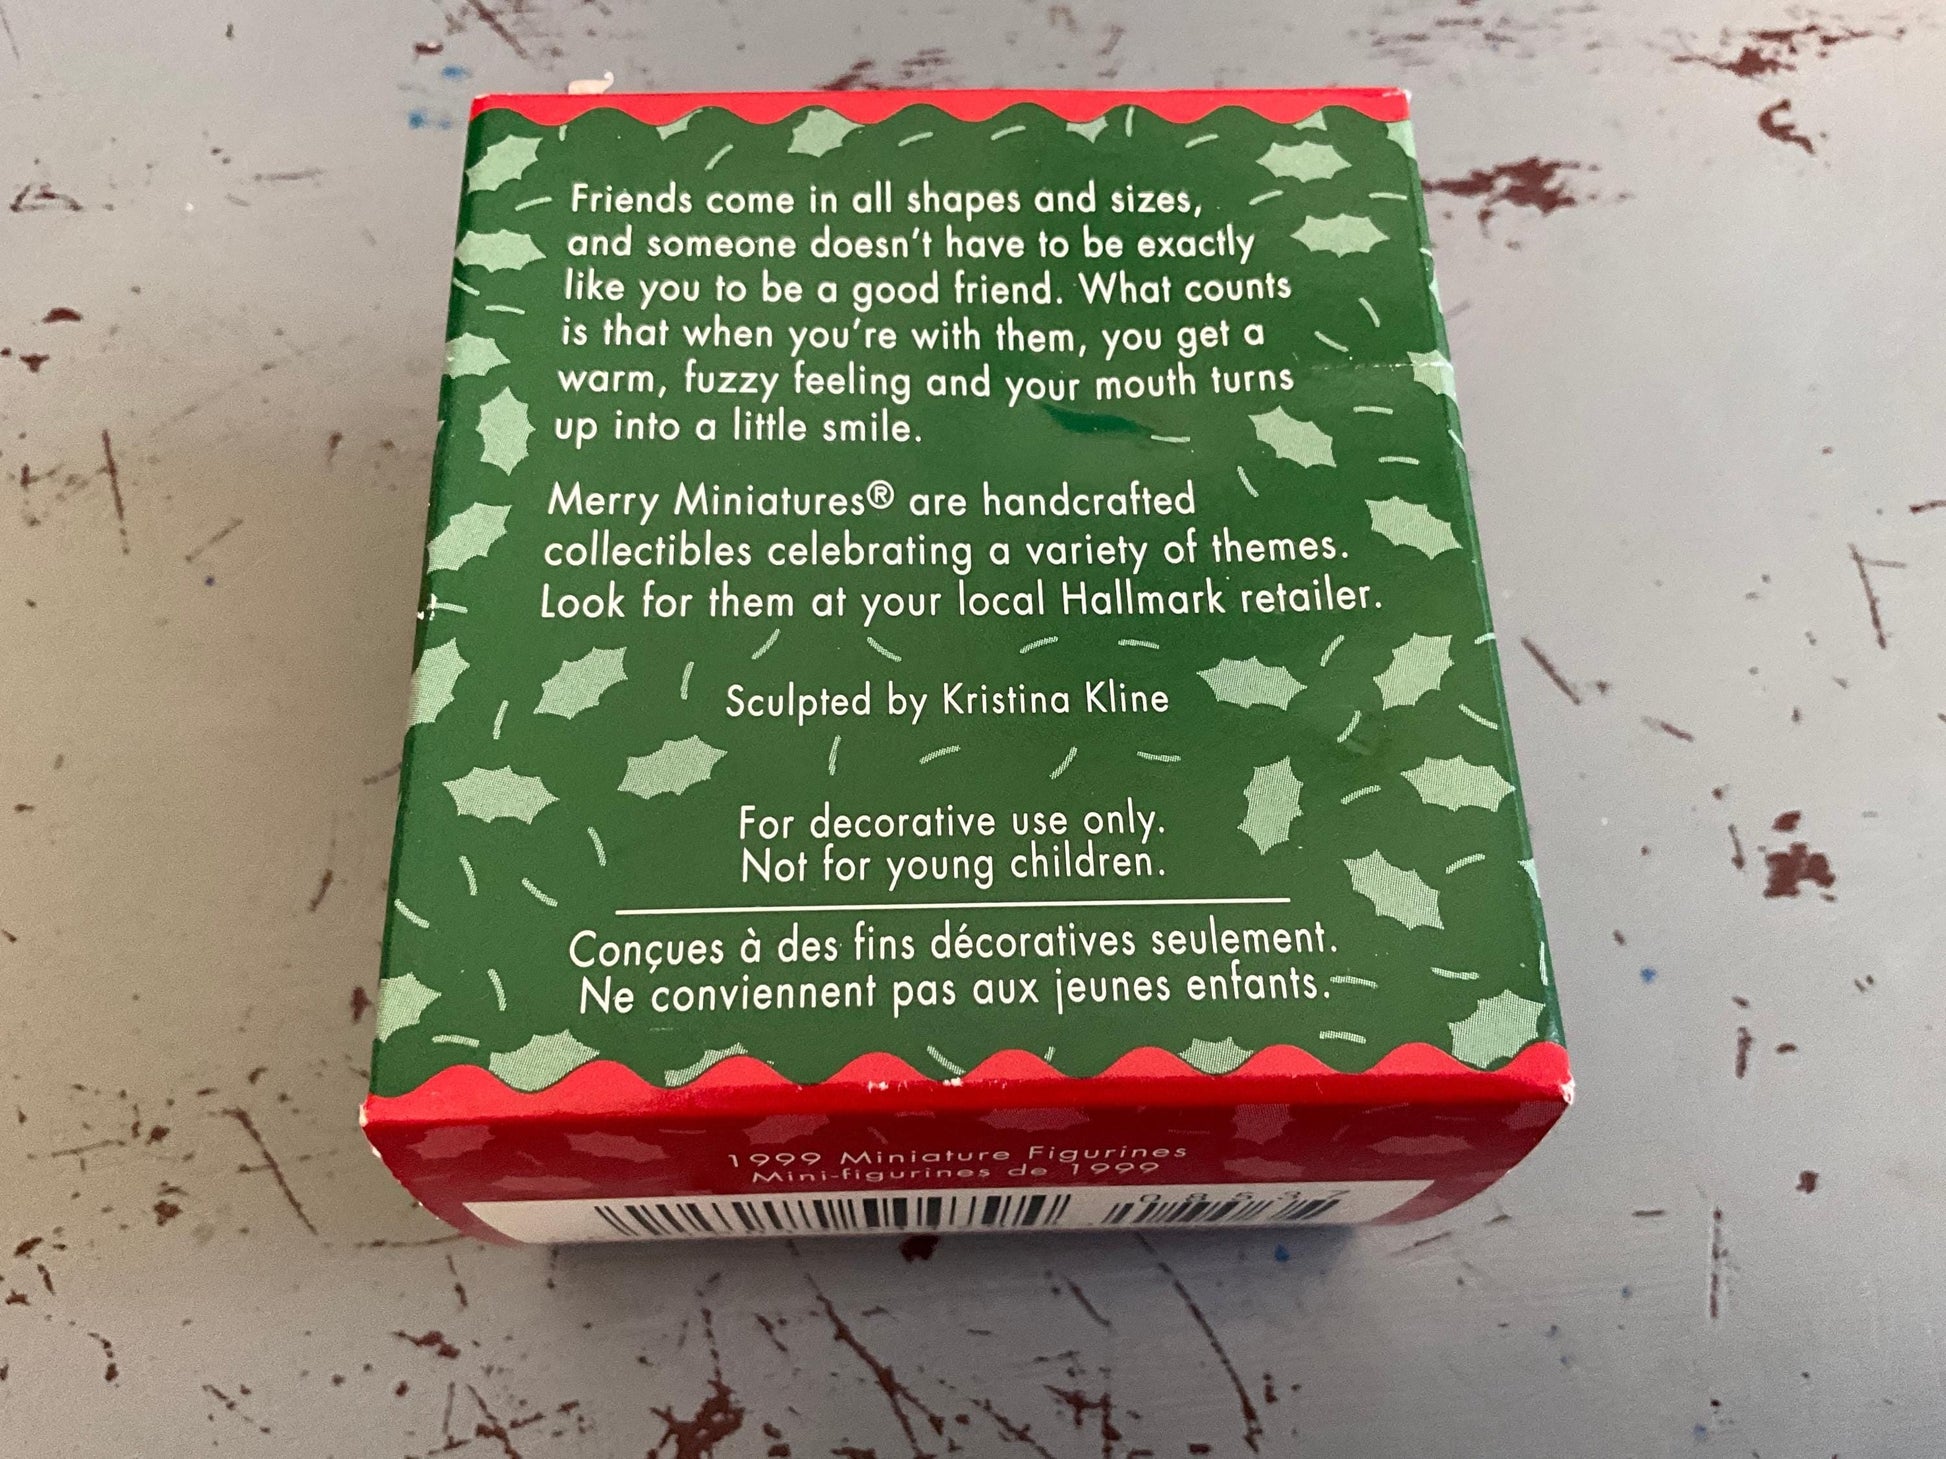 Friends come in all shapes and sizes,
and someone doesn't have to be exactly
like you to be a good friend. What counts
is that when you're with them, you get a
warm, fuzzy feeling and your mouth turns
up into a little smile.
Merry Miniatures® are handcrafted
collectibles celebrating a variety of themes.
Look for them at your local Hallmark retailer.
Sculpted by Kristina Kline
For decorative use only.
Not for young children.
Conçues à des fins décoratives seulement.
Ne conviennent pas aux jeunes enfants.
1999 Miniature Figurines
Mini-figurines de 1999
08537